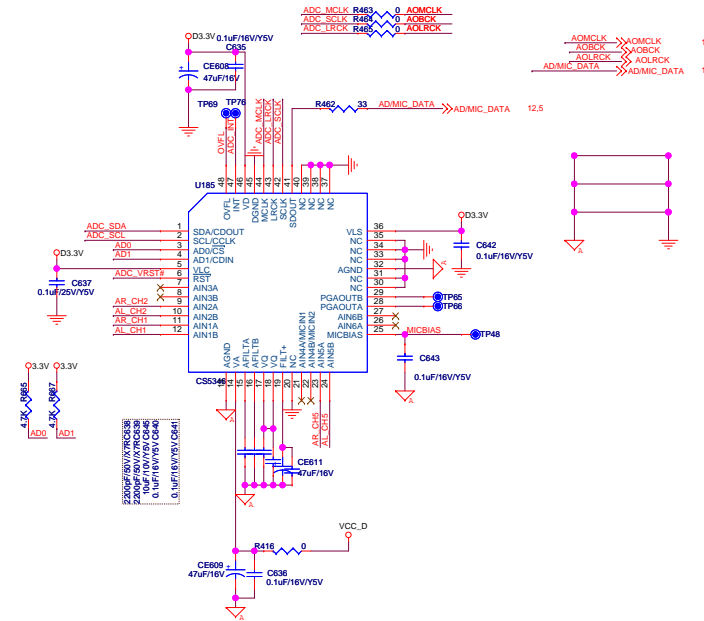 ADC_MCLK R463 0 AOMCLK
ADC_SCLK R464 0 AOBCK
ADC_LRCK R465 0 AOLRCK
AOMCLK AOMCLK 1
AOBCK AOBCK
AOLRCK AOLRCK
AD/MIC_DATA AD/MIC_DATA 1
D3.3V 0.1uF/16V/Y5V
C635
CE608
47uF/16V
TP69 TP76
R462 33 AD/MIC_DATA AD/MIC_DATA 12,5
OVFL
ADC_INT
ADC_MCLK
ADC_LRCK
ADC_SCLK
48 47 46 45 44 43 42 41 40 39 38 37
U185
OVFL INT VD DGND MCLK LRCK SCLK SDOUT NC NC NC NC
ADC_SDA 1 SDA/CDOUT
ADC_SCL 2 SCL/CCLK
AD0 3 AD0/CS
AD1 4 AD1/CDIN
5 VLC
ADC_VRST# 6 RST
7 AIN3A
8 AIN3B
AR_CH2 9 AIN2A
AL_CH2 10 AIN2B
AR_CH1 11 AIN1A
AL_CH1 12 AIN1B
D3.3V
C637
0.1uF/25V/Y5V
VLS 36
NC 35
NC 34
NC 33
AGND 32
NC 31
NC 30
PGAOUTB 29 TP65
PGAOUTA 28 TP66
AIN6B 27
AIN6A 26
MICBIAS 25 MICBIAS TP48
D3.3V
C642
0.1uF/16V/Y5V
C643
0.1uF/16V/Y5V
AGND VA AFILTA AFILTB VQ VQ FILT+ NC AIN4A/MICIN1 AIN4B/MICIN2 AIN5A AIN5B
CS5346
13 14 15 16 17 18 19 20 21 22 23 24
AR_CH5
AL_CH5
3.3V 3.3V
4.7K R665
4.7K R667
AD0 AD1
2200pF/50V/X7RC638
2200pF/50V/X7RC639
10uF/10V/Y5V C645
0.1uF/16V/Y5V C640
0.1uF/16V/Y5V C641
CE611
47uF/16V
VCC_D
R416 0
CE609
47uF/16V
C636
0.1uF/16V/Y5V
A
A
A
A
A
A